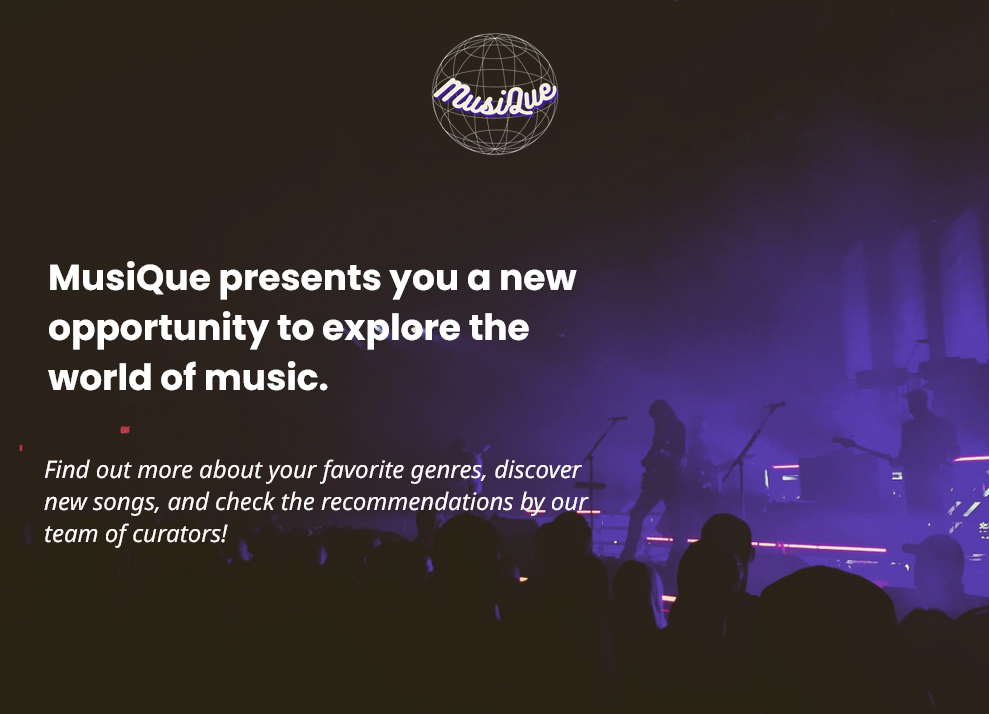 MusiQue
MusiQue presents you a new
opportunity to explore the
world of music.
Find out more about your favorite genres, discover
new songs, and check the recommendations by our
team of curators!